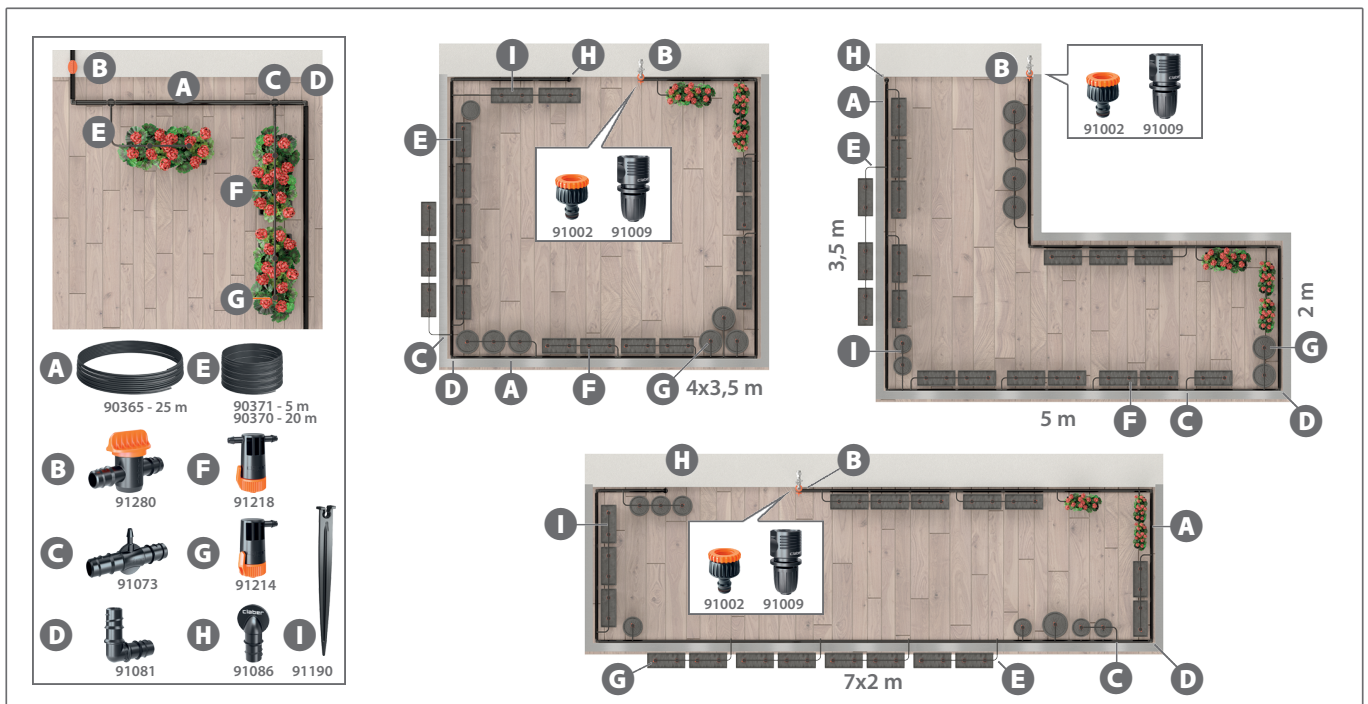 B
A
C
D
E
F
G
A
90365 - 25 m
E
90371 - 5 m
90370 - 20 m
B
91280
F
91218
C
91073
G
91214
D
91081
H
claber
91086
I
91190
I
H
B
E
91002
91009
C
D
A
F
G
4x3,5 m
H
A
B
91002
91009
E
3,5 m
2 m
I
G
5 m
F
C
D
H
B
I
A
91002
91009
G
7x2 m
E
C
D